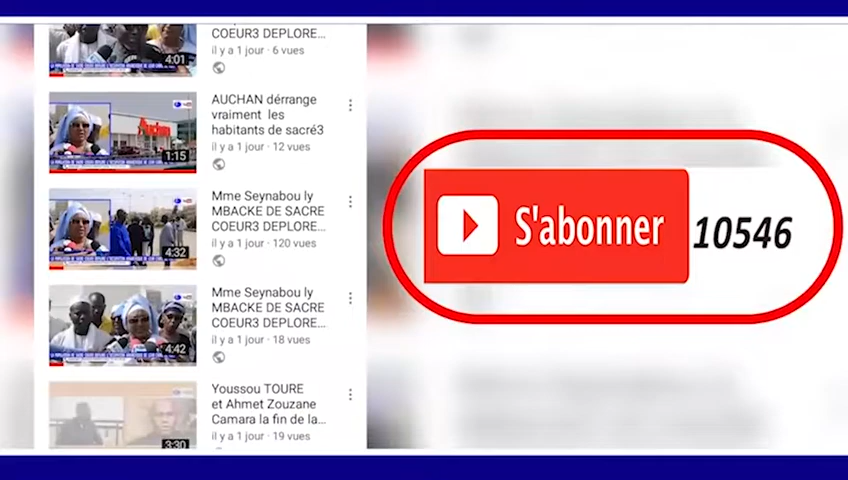 COEUR3 DEPLORE...
il y a 1 jour · 6 vues
4:01
AUCHAN dérrange
vraiment les
habitants de sacré3
il y a 1 jour · 12 vues
Auchan
1:15
Mme Seynabou ly
MBACKE DE SACRE
COEUR3 DEPLORE...
il y a 1 jour · 120 vues
4:32
Mme Seynabou ly
MBACKE DE SACRE
COEUR3 DEPLORE...
il y a 1 jour · 18 vues
4:42
Youssou TOURE
et Ahmet Zouzane
Camara la fin de la...
il y a 1 jour · 19 vues
3:30
S'abonner
10546